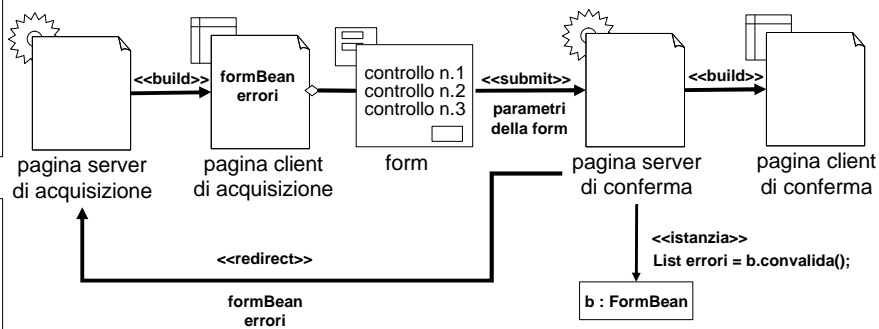 <<build>>
formBean
errori
controllo n.1
controllo n.2
controllo n.3
<<submit>>
parametri
della form
<<build>>
pagina server
di acquisizione
pagina client
di acquisizione
form
pagina server
di conferma
pagina client
di conferma
<<redirect>>
formBean
errori
<<istanzia>>
List errori = b.convalida();
b : FormBean